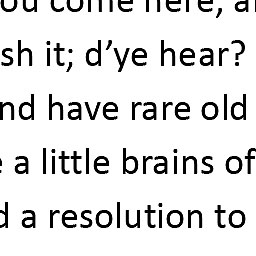 ou come here, a
sh it; d’ye hear?
nd have rare old
a little brains of
d a resolution to